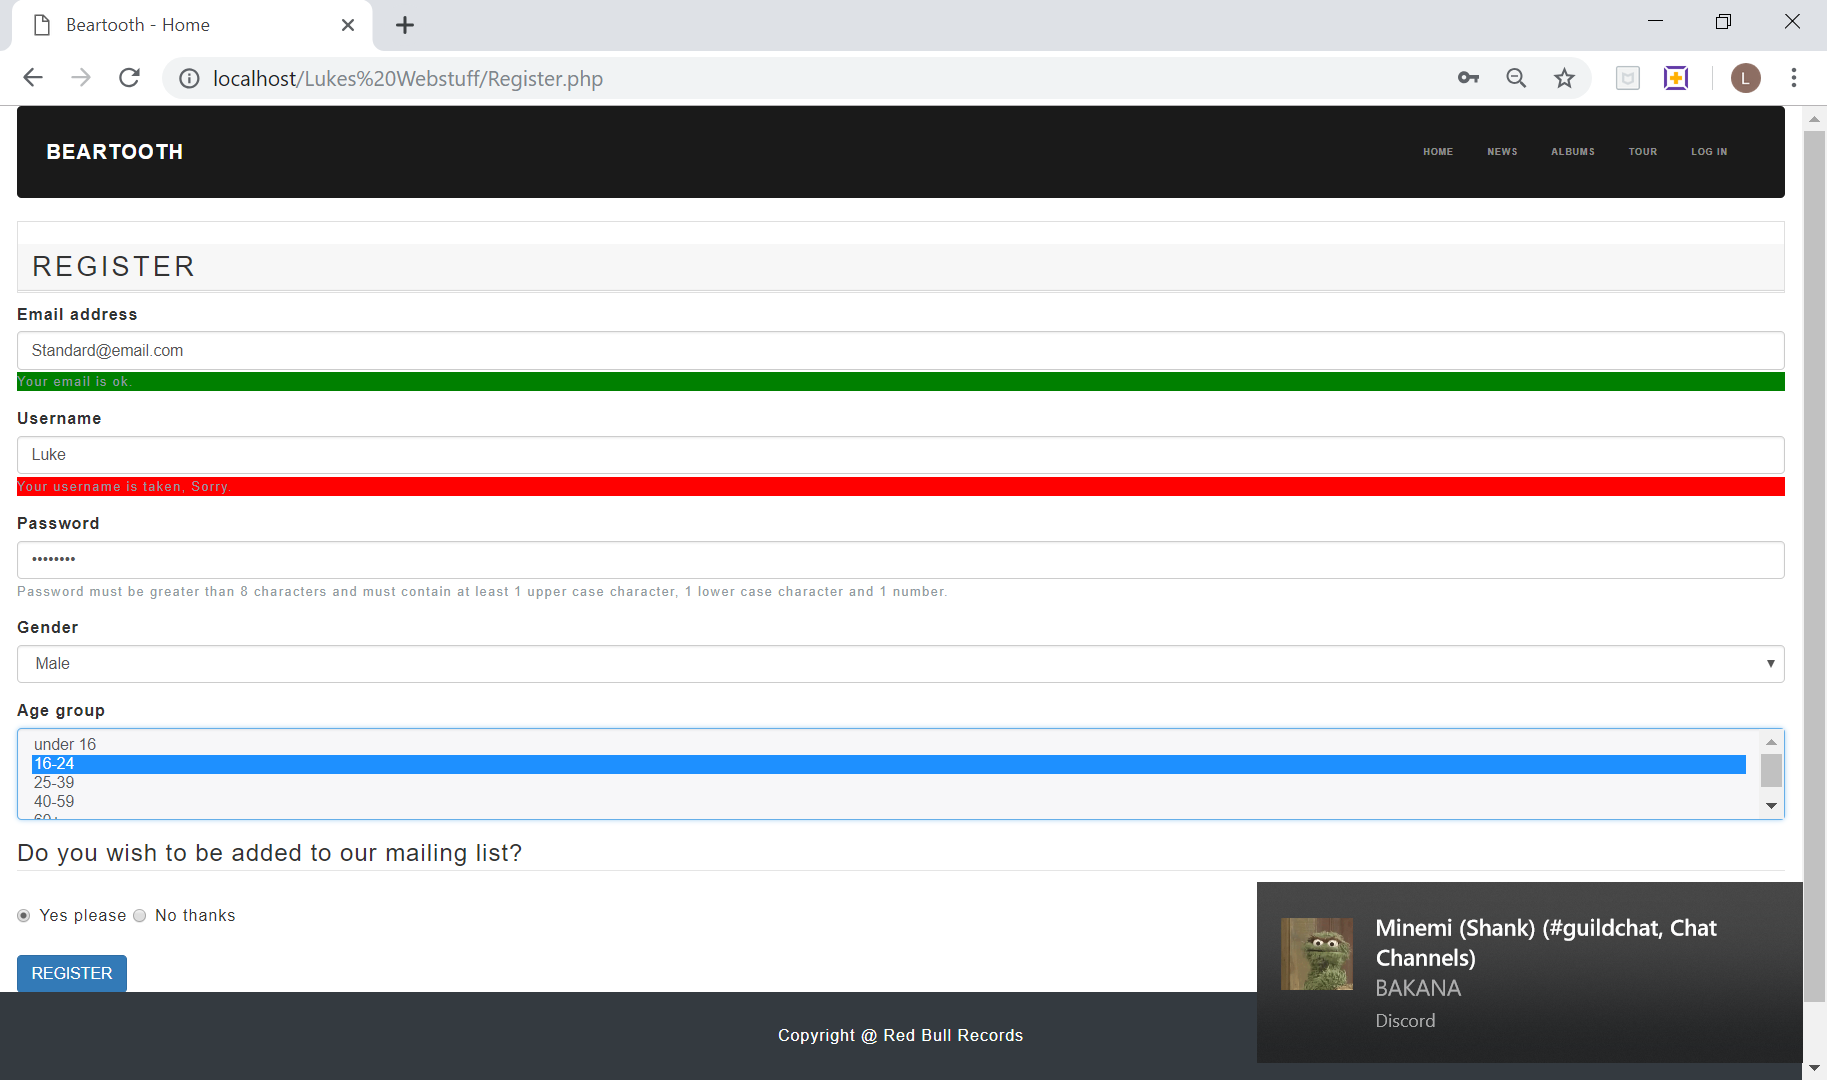 Beartooth - Home
localhost/Lukes%20Webstuff/Register.php
L
BEARTOOTH
HOME NEWS ALBUMS TOUR LOG IN
REGISTER
Email address
Standard@email.com
Your email is ok.
Username
Luke
Your username is taken, Sorry.
Password
••••••••
Password must be greater than 8 characters and must contain at least 1 upper case character, 1 lower case character and 1 number.
Gender
Male
Age group
under 16
16-24
25-39
40-59
60+
Do you wish to be added to our mailing list?
Yes please No thanks
REGISTER
Minemi (Shank) (#guildchat, Chat
Channels)
BAKANA
Discord
Copyright @ Red Bull Records